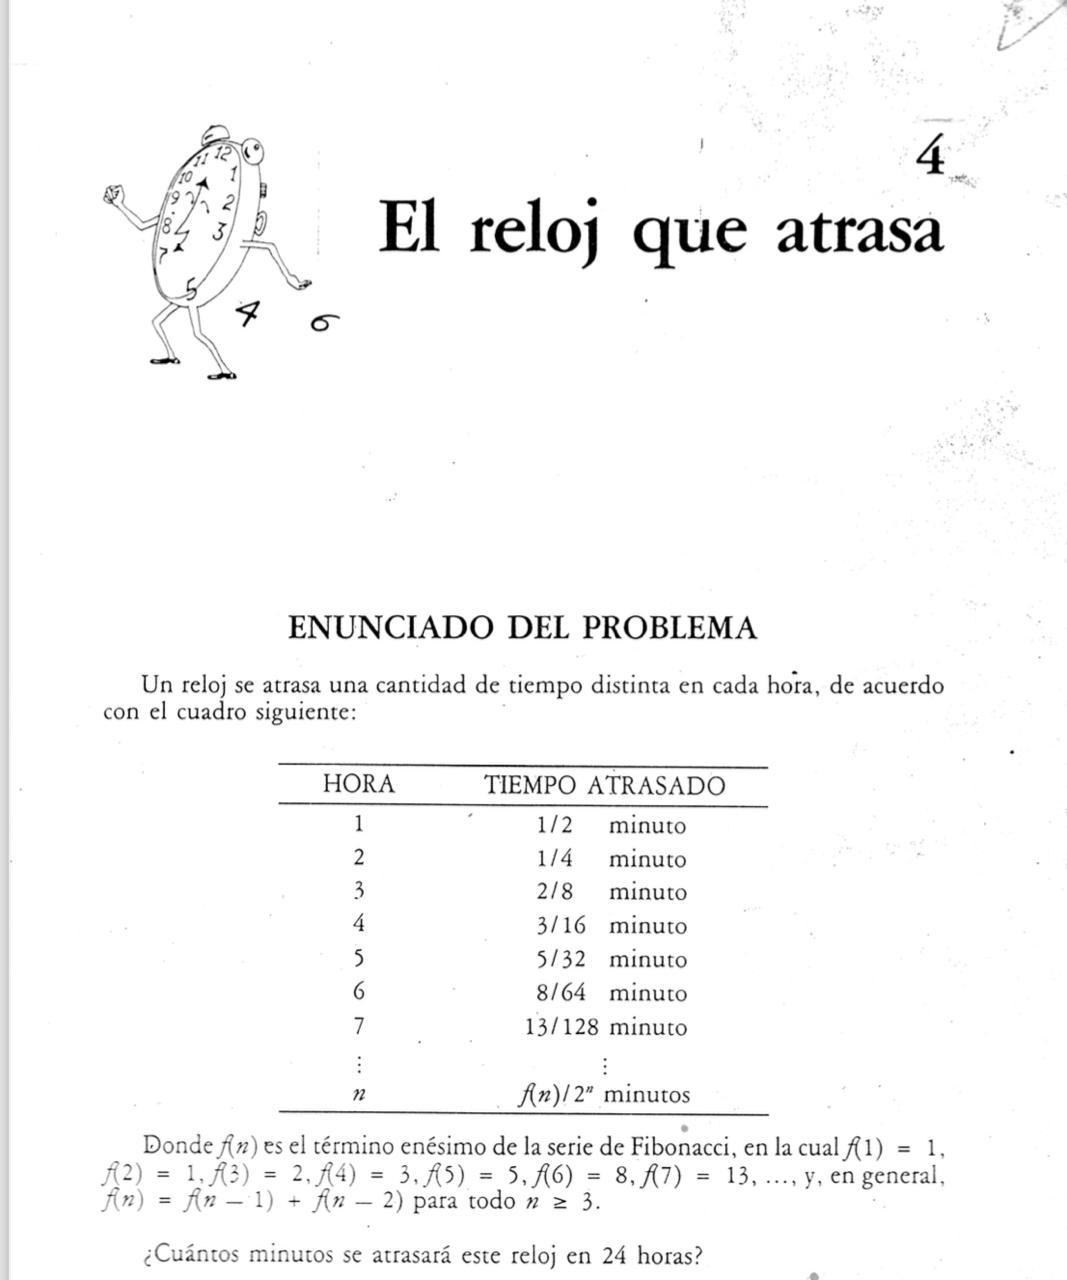 4
El reloj que atrasa
11 12
10 1
9 2
8 3
7
5
4 6
ENUNCIADO DEL PROBLEMA
Un reloj se atrasa una cantidad de tiempo distinta en cada hora, de acuerdo
con el cuadro siguiente:
HORA TIEMPO ATRASADO
1 1/2 minuto
2 1/4 minuto
3 2/8 minuto
4 3/16 minuto
5 5/32 minuto
6 8/64 minuto
7 13/128 minuto
⋮ ⋮
n f(n)/2ⁿ minutos
Donde f(n) es el término enésimo de la serie de Fibonacci, en la cual f(1) = 1,
f(2) = 1, f(3) = 2, f(4) = 3, f(5) = 5, f(6) = 8, f(7) = 13, ..., y, en general,
f(n) = f(n − 1) + f(n − 2) para todo n ≥ 3.
¿Cuántos minutos se atrasará este reloj en 24 horas?